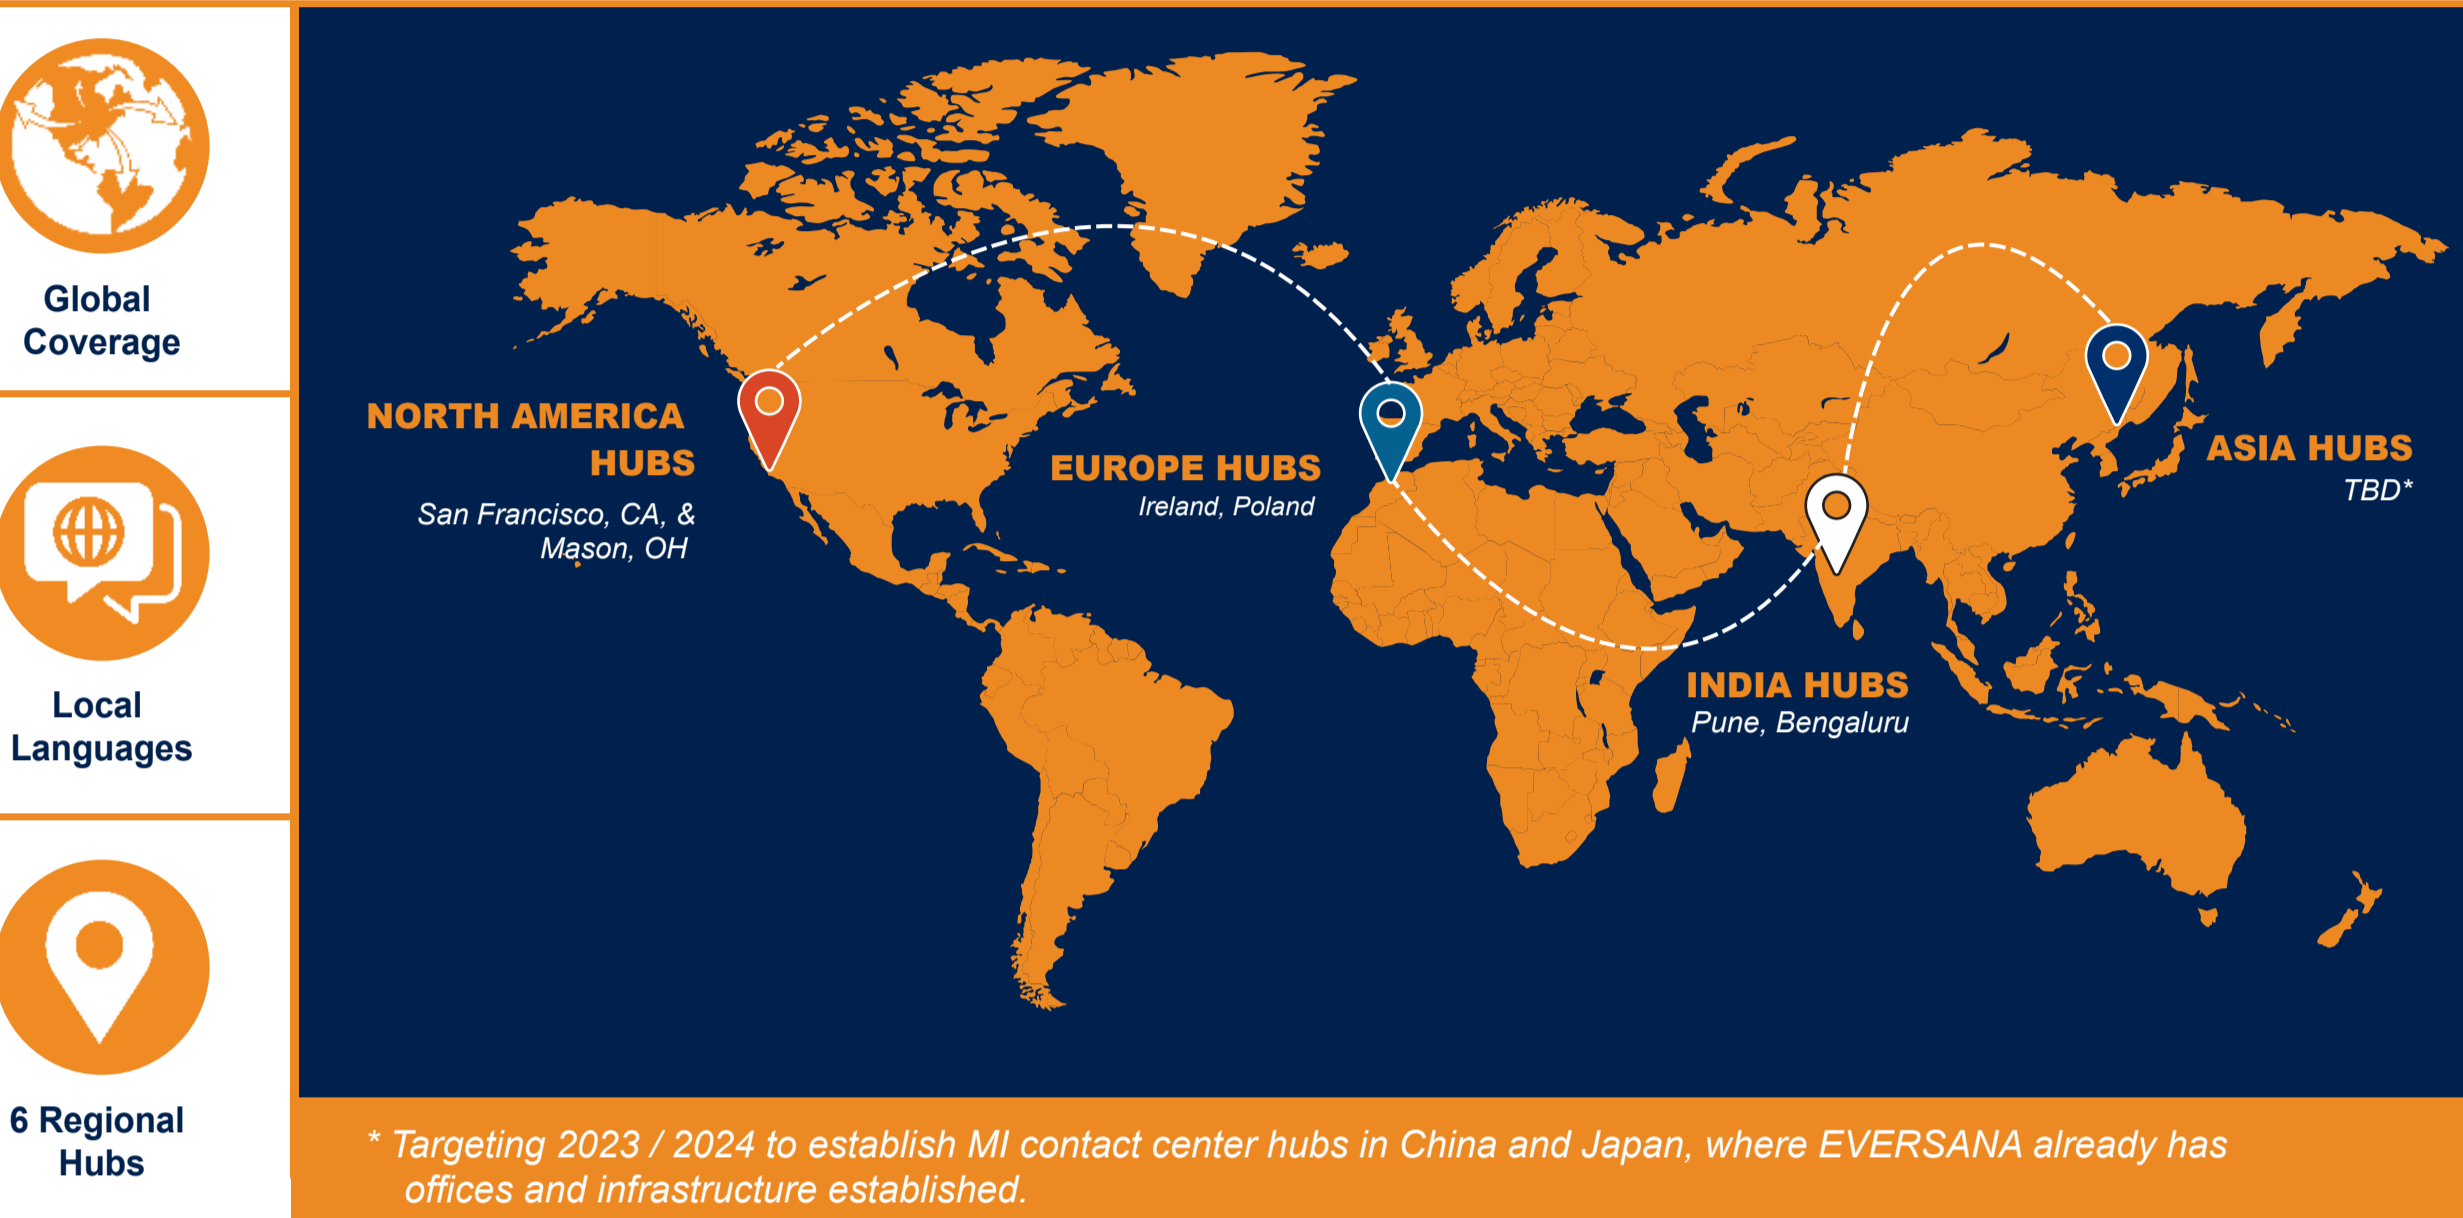 Global
Coverage
Local
Languages
6 Regional
Hubs
NORTH AMERICA
HUBS
San Francisco, CA, &
Mason, OH
EUROPE HUBS
Ireland, Poland
INDIA HUBS
Pune, Bengaluru
ASIA HUBS
TBD*
* Targeting 2023 / 2024 to establish MI contact center hubs in China and Japan, where EVERSANA already has
offices and infrastructure established.